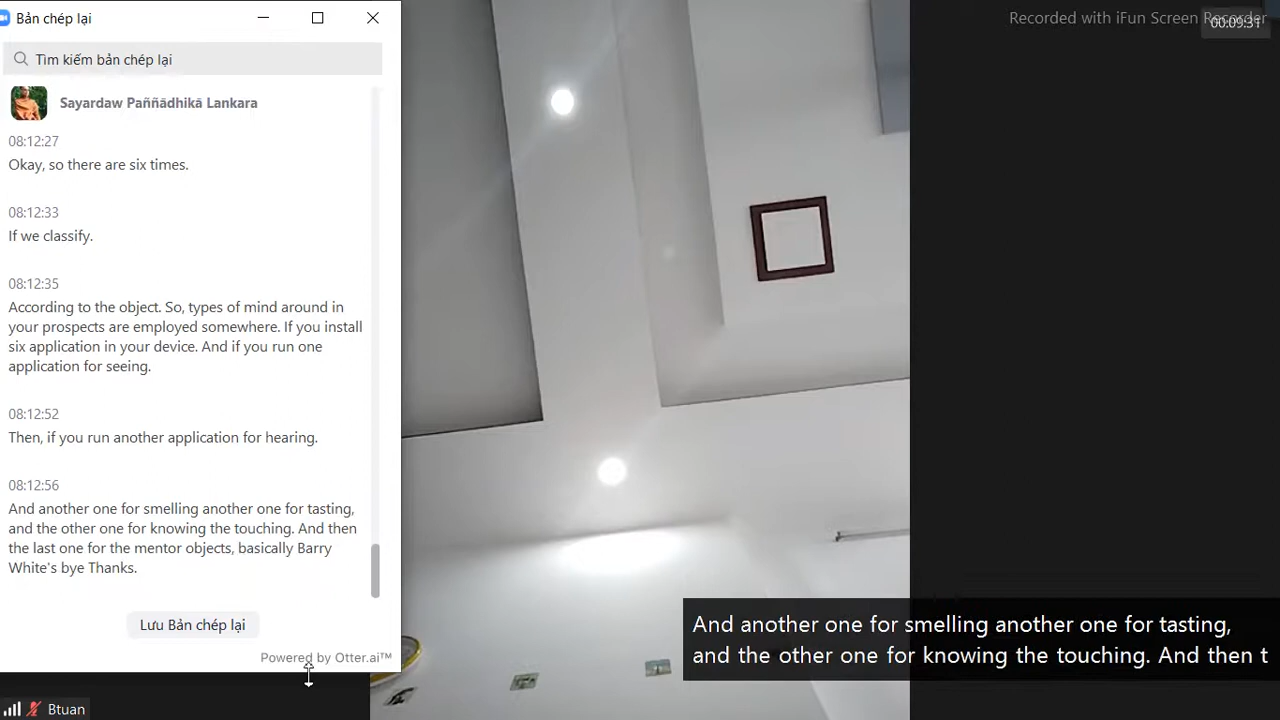 Bản chép lại
Tìm kiếm bản chép lại
Sayardaw Paññādhikā Lankara
08:12:27
Okay, so there are six times.
08:12:33
If we classify.
08:12:35
According to the object. So, types of mind around in
your prospects are employed somewhere. If you install
six application in your device. And if you run one
application for seeing.
08:12:52
Then, if you run another application for hearing.
08:12:56
And another one for smelling another one for tasting,
and the other one for knowing the touching. And then
the last one for the mentor objects, basically Barry
White's bye Thanks.
Lưu Bản chép lại
Powered by Otter.ai™
Btuan
Recorded with iFun Screen Recorder
00:09:31
And another one for smelling another one for tasting,
and the other one for knowing the touching. And then t